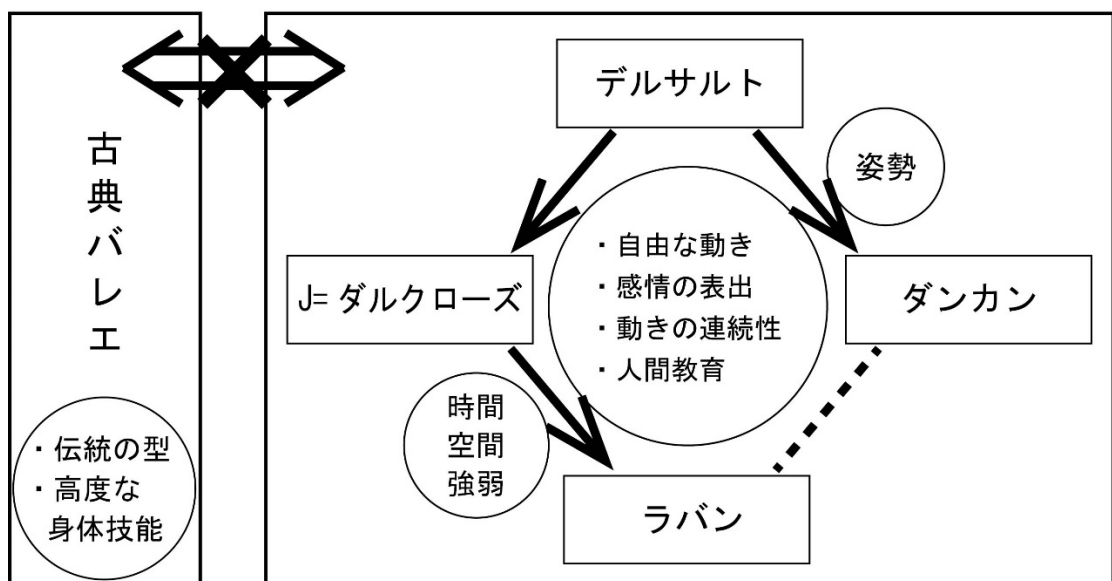 古典バレエ
・伝統の型
・高度な
身体技能
デルサルト
姿勢
・自由な動き
・感情の表出
・動きの連続性
・人間教育
J=ダルクローズ
ダンカン
時間
空間
強弱
ラバン